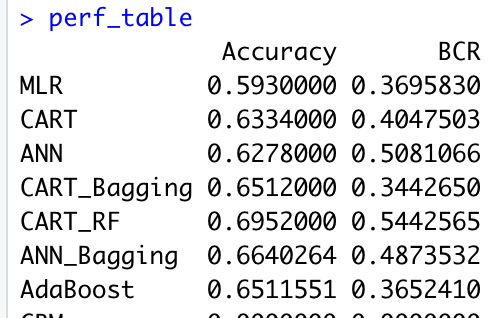 > perf_table
Accuracy BCR
MLR 0.5930000 0.3695830
CART 0.6334000 0.4047503
ANN 0.6278000 0.5081066
CART_Bagging 0.6512000 0.3442650
CART_RF 0.6952000 0.5442565
ANN_Bagging 0.6640264 0.4873532
AdaBoost 0.6511551 0.3652410